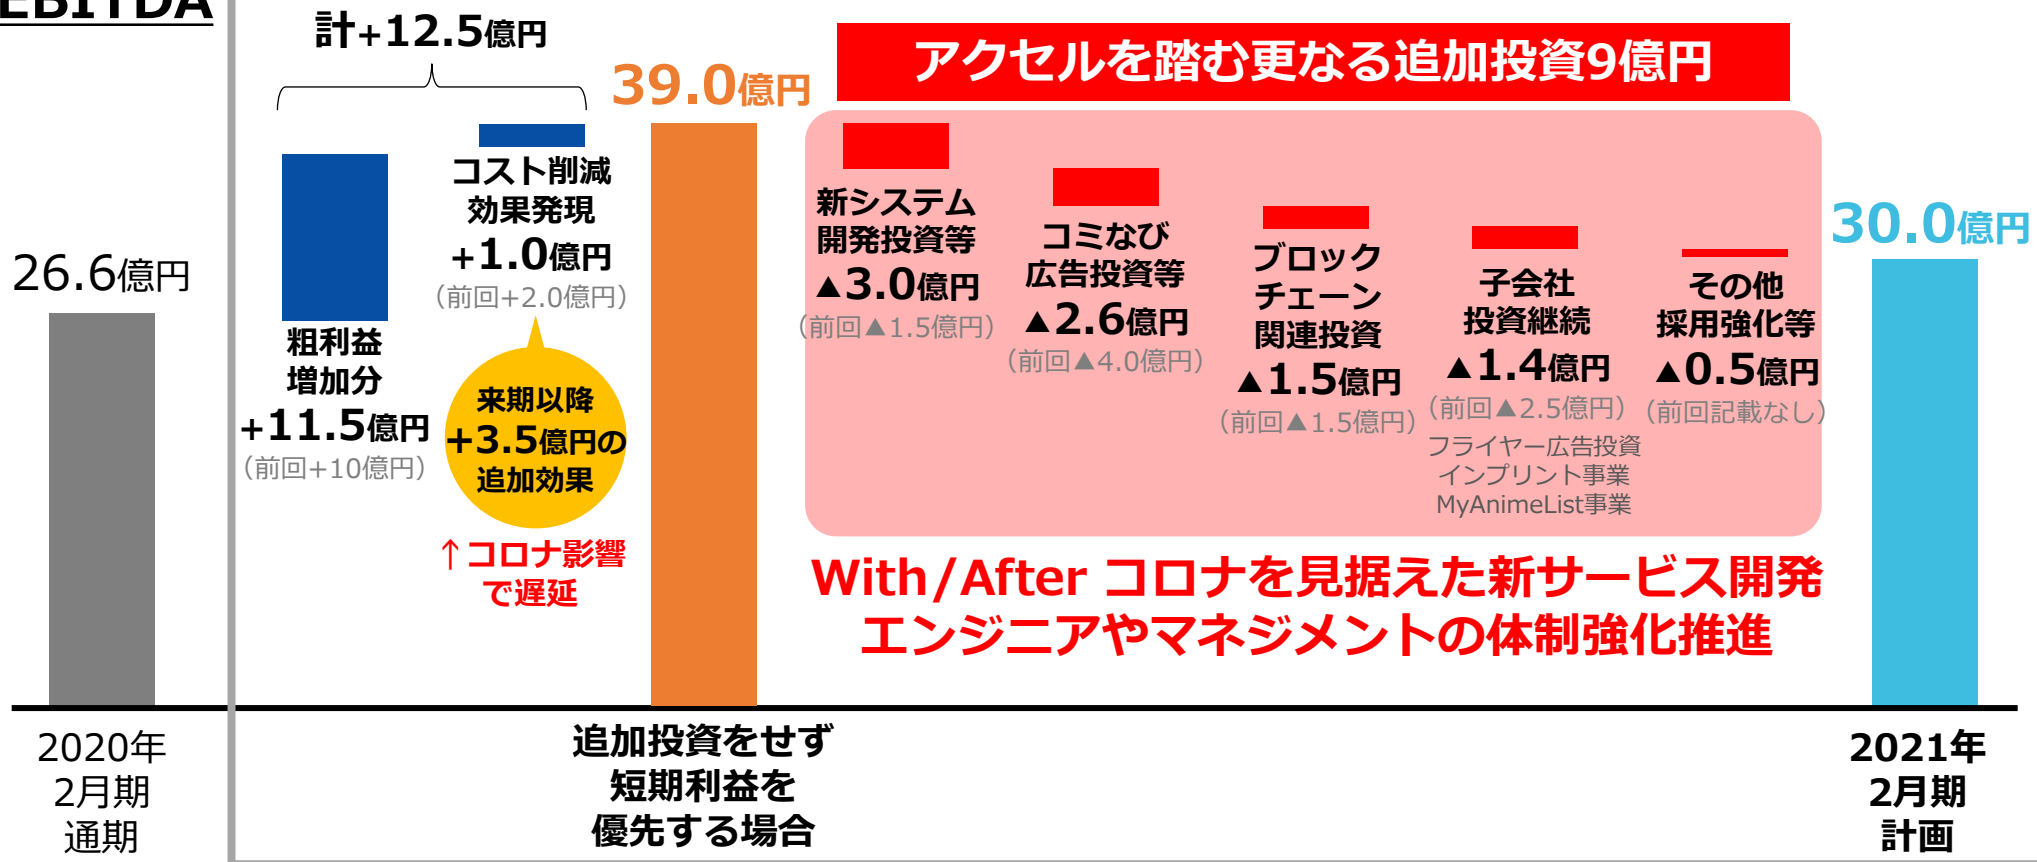 EBITDA
計+12.5億円
アクセルを踏む更なる追加投資9億円
26.6億円
粗利益
増加分
+11.5億円
（前回+10億円）
コスト削減
効果発現
+1.0億円
（前回+2.0億円）
来期以降
+3.5億円の
追加効果
↑コロナ影響
で遅延
39.0億円
新システム
開発投資等
▲3.0億円
（前回▲1.5億円）
コミなび
広告投資等
▲2.6億円
（前回▲4.0億円）
ブロック
チェーン
関連投資
▲1.5億円
（前回▲1.5億円）
子会社
投資継続
▲1.4億円
（前回▲2.5億円）
フライヤー広告投資
インプリント事業
MyAnimeList事業
その他
採用強化等
▲0.5億円
（前回記載なし）
30.0億円
With/After コロナを見据えた新サービス開発
エンジニアやマネジメントの体制強化推進
2020年
2月期
通期
追加投資をせず
短期利益を
優先する場合
2021年
2月期
計画